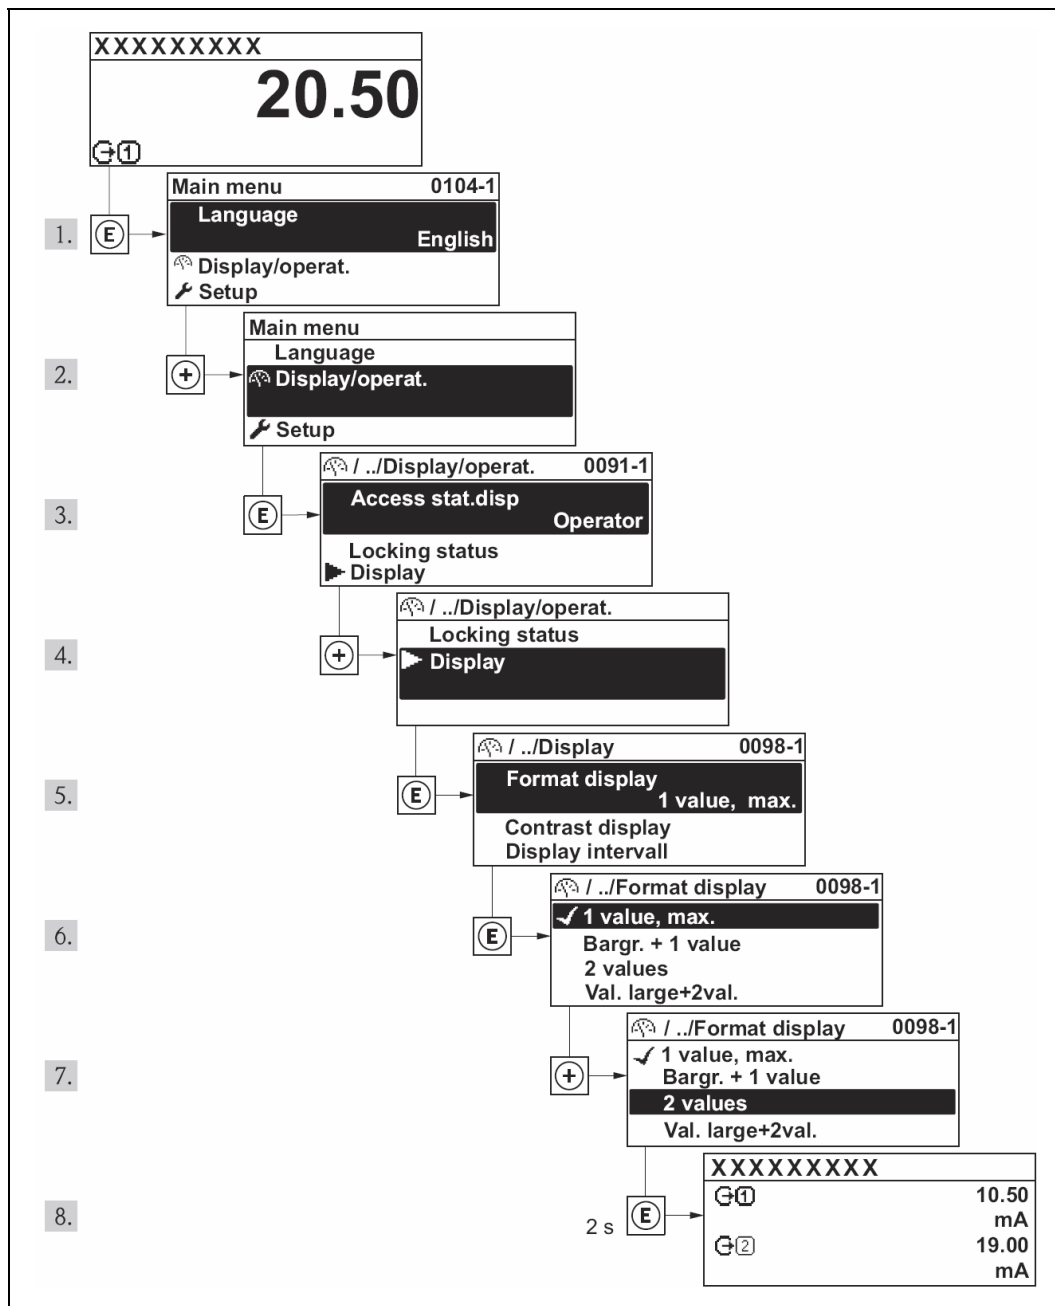 XXXXXXXXX
20.50
1
Main menu 0104-1
1. E Language
English
Display/operat.
Setup
Main menu
Language
2. + Display/operat.
Setup
/ ../Display/operat. 0091-1
3. E Access stat.disp
Operator
Locking status
Display
/ ../Display/operat.
Locking status
4. + Display
/ ../Display 0098-1
5. E Format display
1 value, max.
Contrast display
Display intervall
/ ../Format display 0098-1
✓ 1 value, max.
6. E Bargr. + 1 value
2 values
Val. large+2val.
/ ../Format display 0098-1
✓ 1 value, max.
7. + Bargr. + 1 value
2 values
Val. large+2val.
XXXXXXXXX
1 10.50
8. 2 s E mA
2 19.00
mA